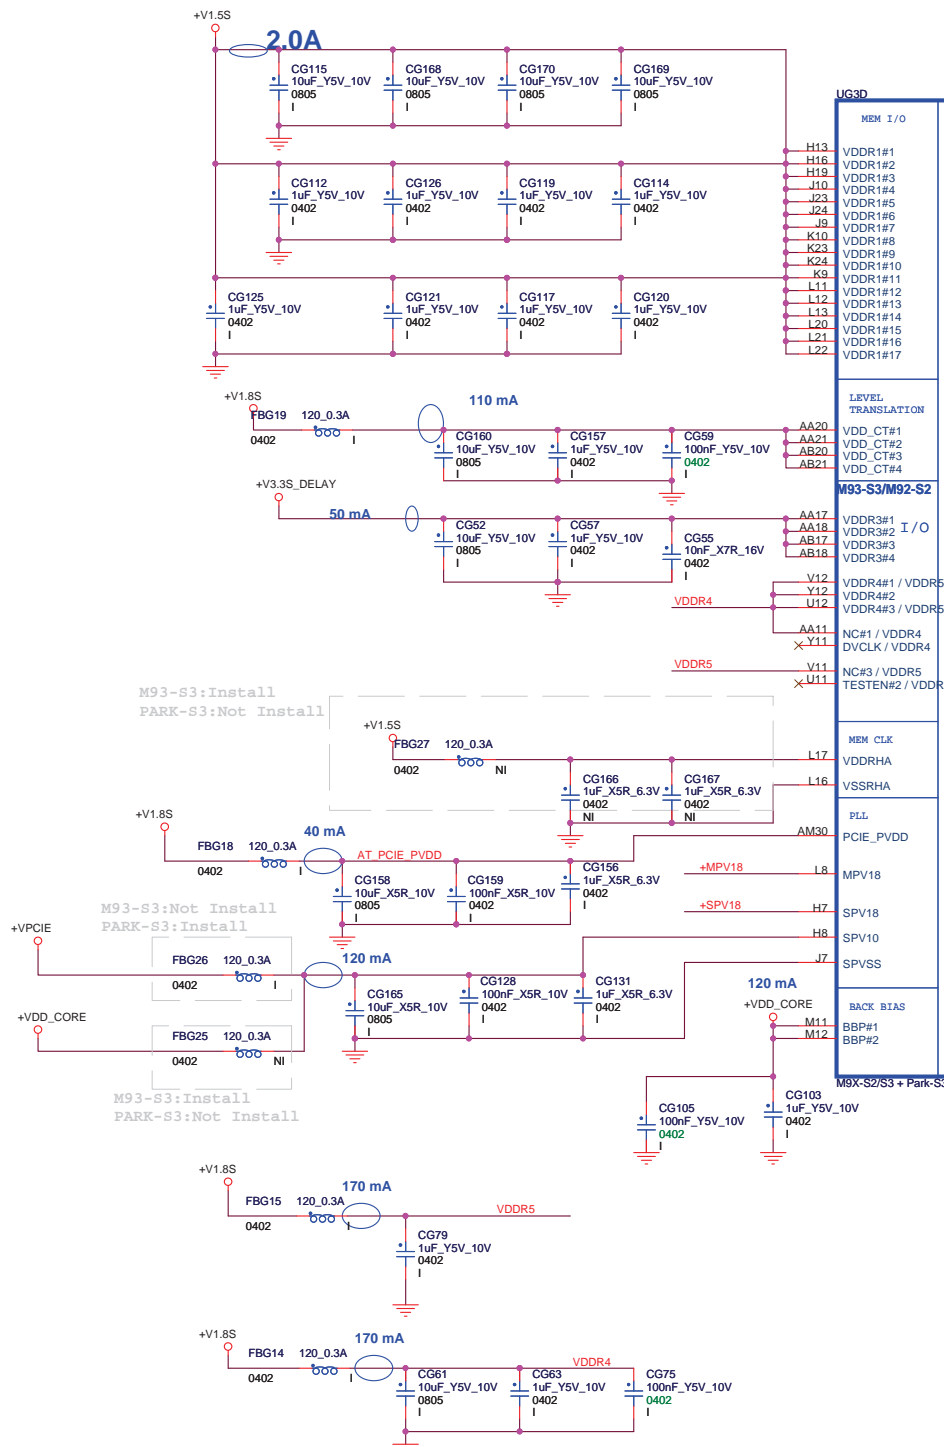 +V1.5S
2.0A
CG115
10uF_Y5V_10V
0805
I
CG168
10uF_Y5V_10V
0805
I
CG170
10uF_Y5V_10V
0805
I
CG169
10uF_Y5V_10V
0805
I
CG112
1uF_Y5V_10V
0402
I
CG126
1uF_Y5V_10V
0402
I
CG119
1uF_Y5V_10V
0402
I
CG114
1uF_Y5V_10V
0402
I
CG125
1uF_Y5V_10V
0402
I
CG121
1uF_Y5V_10V
0402
I
CG117
1uF_Y5V_10V
0402
I
CG120
1uF_Y5V_10V
0402
I
UG3D
MEM I/O
H13 VDDR1#1
H16 VDDR1#2
H19 VDDR1#3
J10 VDDR1#4
J23 VDDR1#5
J24 VDDR1#6
J9 VDDR1#7
K10 VDDR1#8
K23 VDDR1#9
K24 VDDR1#10
K9 VDDR1#11
L11 VDDR1#12
L12 VDDR1#13
L13 VDDR1#14
L20 VDDR1#15
L21 VDDR1#16
L22 VDDR1#17
+V1.8S
FBG19 120_0.3A
0402 I
110 mA
CG160
10uF_Y5V_10V
0805
I
CG157
1uF_Y5V_10V
0402
I
CG59
100nF_Y5V_10V
0402
I
LEVEL
TRANSLATION
AA20 VDD_CT#1
AA21 VDD_CT#2
AB20 VDD_CT#3
AB21 VDD_CT#4
M93-S3/M92-S2
+V3.3S_DELAY
50 mA
CG52
10uF_Y5V_10V
0805
I
CG57
1uF_Y5V_10V
0402
I
CG55
10nF_X7R_16V
0402
I
I/O
AA17 VDDR3#1
AA18 VDDR3#2
AB17 VDDR3#3
AB18 VDDR3#4
V12 VDDR4#1 / VDDR5
Y12 VDDR4#2
VDDR4 U12 VDDR4#3 / VDDR5
AA11 NC#1 / VDDR4
Y11 DVCLK / VDDR4
VDDR5 V11 NC#3 / VDDR5
U11 TESTEN#2 / VDDR
M93-S3:Install
PARK-S3:Not Install
+V1.5S
FBG27 120_0.3A
0402 NI
CG166
1uF_X5R_6.3V
0402
NI
CG167
1uF_X5R_6.3V
0402
NI
MEM CLK
L17 VDDRHA
L16 VSSRHA
PLL
+V1.8S
FBG18 120_0.3A
0402 I
40 mA
AT_PCIE_PVDD
CG158
10uF_X5R_10V
0805
I
CG159
100nF_X5R_10V
0402
I
CG156
1uF_X5R_6.3V
0402
I
AM30 PCIE_PVDD
+MPV18 L8 MPV18
+SPV18 H7 SPV18
H8 SPV10
J7 SPVSS
M93-S3:Not Install
PARK-S3:Install
+VPCIE
FBG26 120_0.3A
0402 I
120 mA
CG165
10uF_X5R_10V
0805
I
CG128
100nF_X5R_10V
0402
I
CG131
1uF_X5R_6.3V
0402
I
+VDD_CORE
FBG25 120_0.3A
0402 NI
M93-S3:Install
PARK-S3:Not Install
120 mA
+VDD_CORE
BACK BIAS
M11 BBP#1
M12 BBP#2
M9X-S2/S3 + Park-S3
CG105
100nF_Y5V_10V
0402
I
CG103
1uF_Y5V_10V
0402
I
+V1.8S
FBG15 120_0.3A
0402 I
170 mA
VDDR5
CG79
1uF_Y5V_10V
0402
I
+V1.8S
FBG14 120_0.3A
0402 I
170 mA
VDDR4
CG61
10uF_Y5V_10V
0805
I
CG63
1uF_Y5V_10V
0402
I
CG75
100nF_Y5V_10V
0402
I